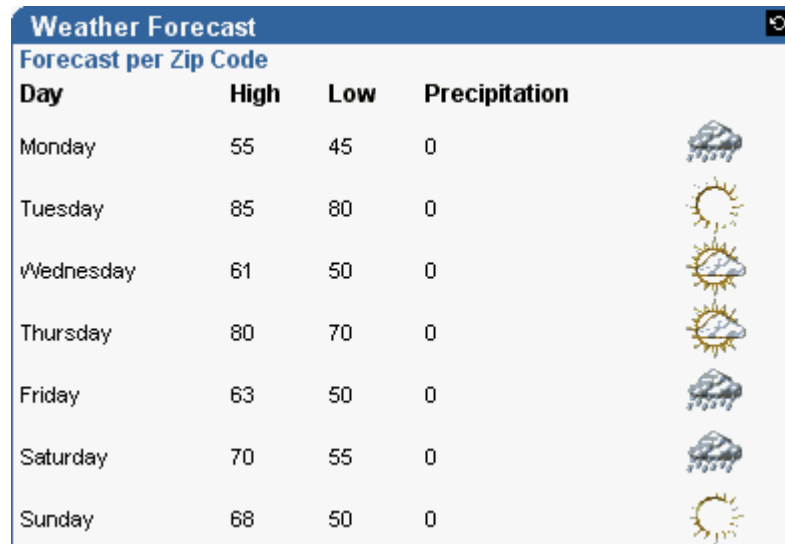 Weather Forecast
Forecast per Zip Code
Day High Low Precipitation
Monday 55 45 0
Tuesday 85 80 0
Wednesday 61 50 0
Thursday 80 70 0
Friday 63 50 0
Saturday 70 55 0
Sunday 68 50 0